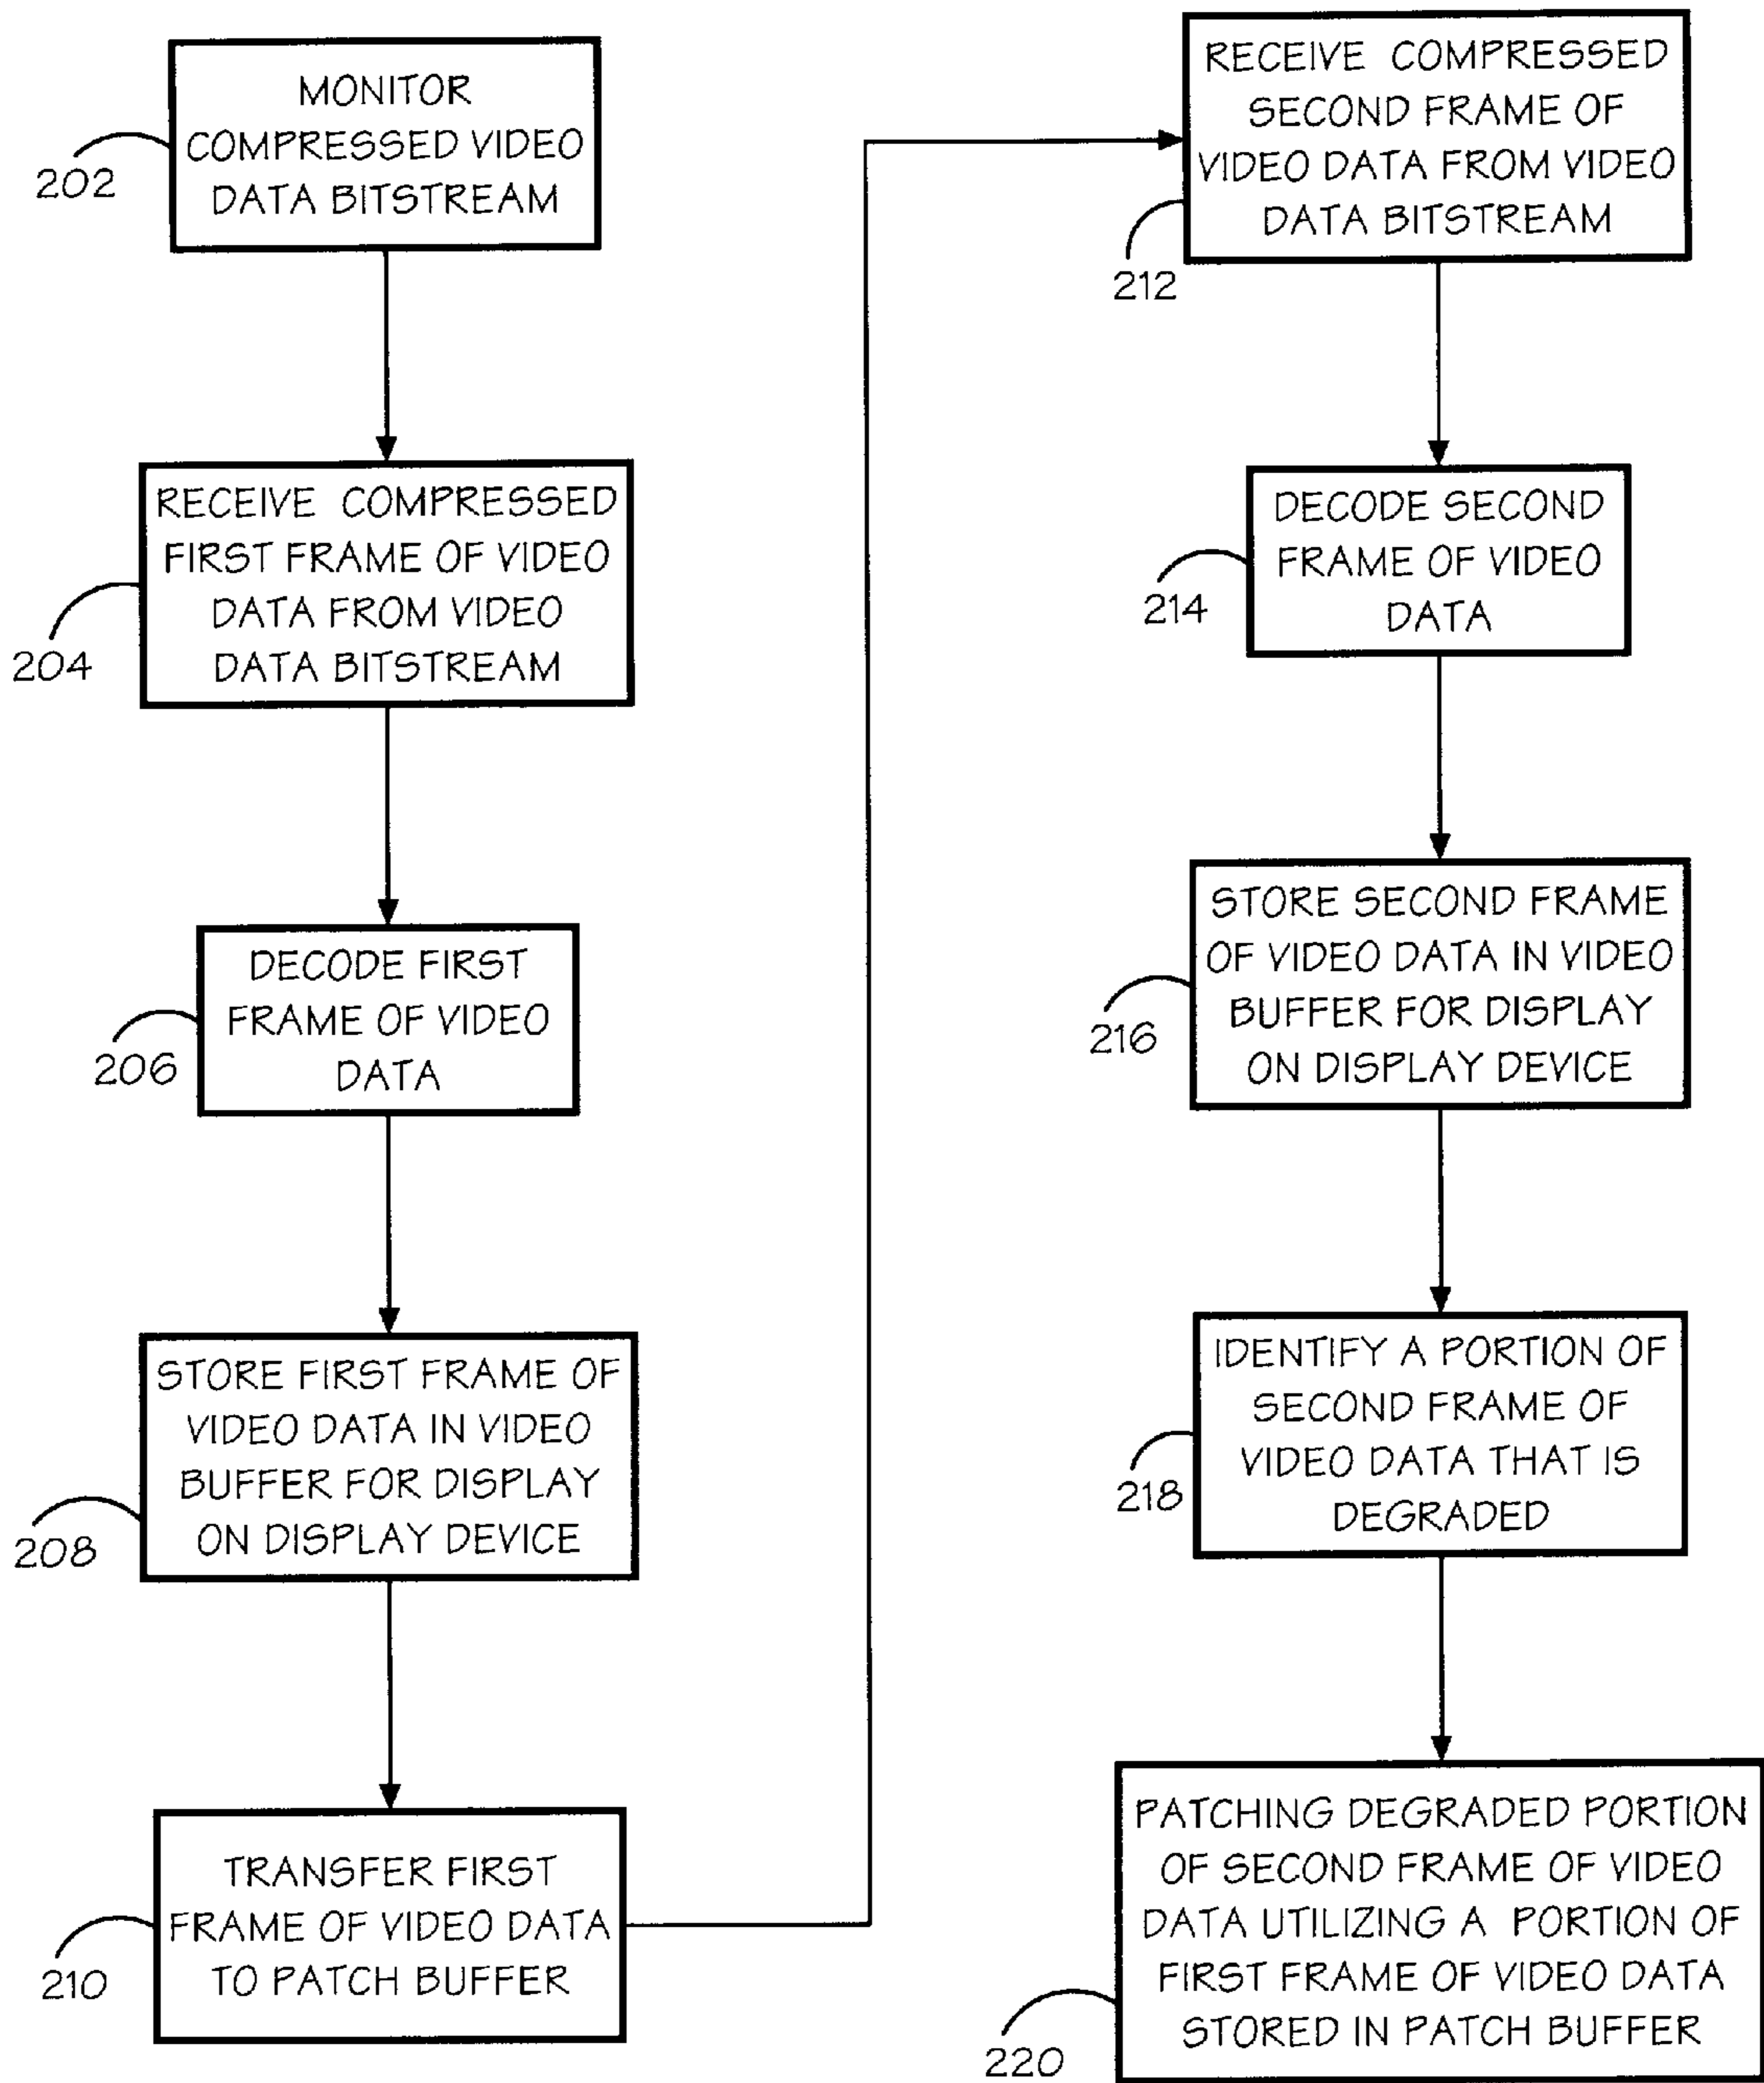 MONITOR
COMPRESSED VIDEO
DATA BITSTREAM
202
RECEIVE COMPRESSED
FIRST FRAME OF VIDEO
DATA FROM VIDEO
DATA BITSTREAM
204
DECODE FIRST
FRAME OF VIDEO
DATA
206
STORE FIRST FRAME OF
VIDEO DATA IN VIDEO
BUFFER FOR DISPLAY
ON DISPLAY DEVICE
208
TRANSFER FIRST
FRAME OF VIDEO DATA
TO PATCH BUFFER
210
RECEIVE COMPRESSED
SECOND FRAME OF
VIDEO DATA FROM VIDEO
DATA BITSTREAM
212
DECODE SECOND
FRAME OF VIDEO
DATA
214
STORE SECOND FRAME
OF VIDEO DATA IN VIDEO
BUFFER FOR DISPLAY
ON DISPLAY DEVICE
216
IDENTIFY A PORTION OF
SECOND FRAME OF
VIDEO DATA THAT IS
DEGRADED
218
PATCHING DEGRADED PORTION
OF SECOND FRAME OF VIDEO
DATA UTILIZING A PORTION OF
FIRST FRAME OF VIDEO DATA
STORED IN PATCH BUFFER
220